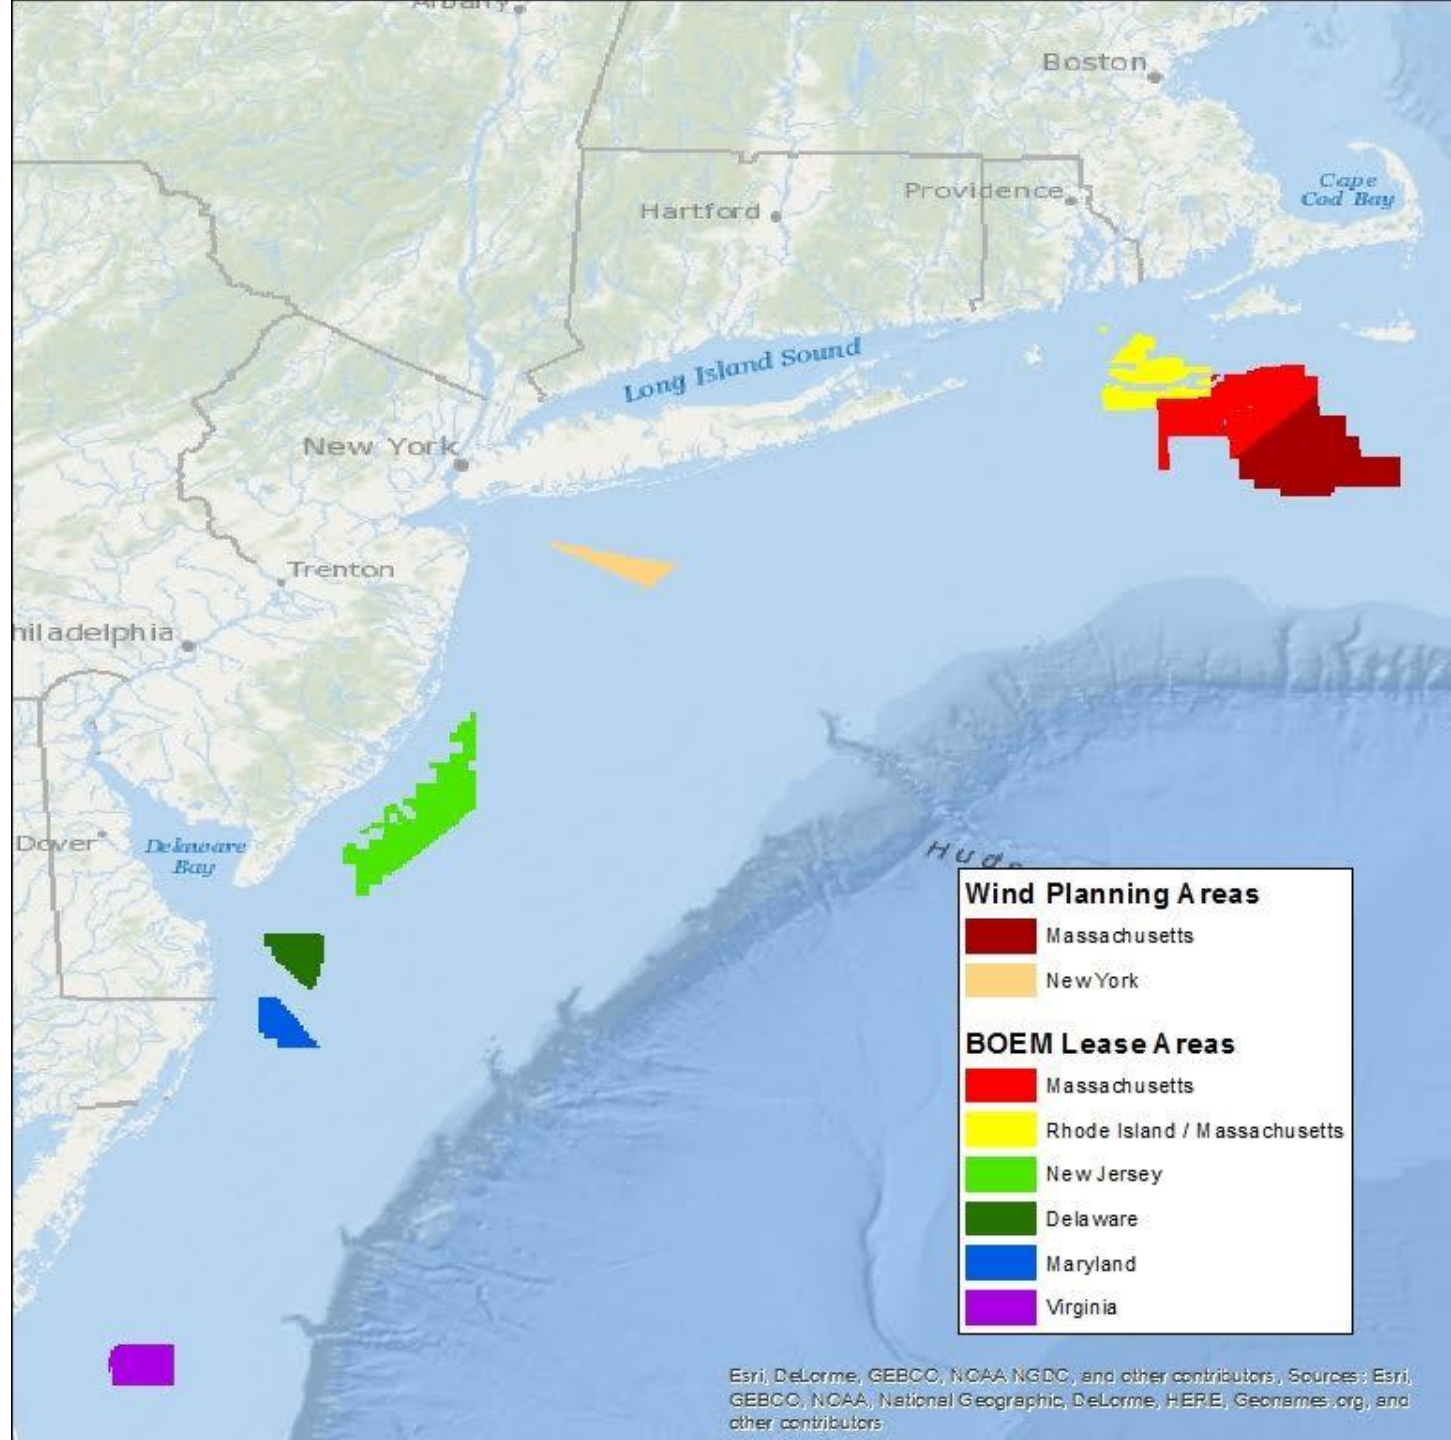 Albany
Boston
Cape
Cod Bay
Providence
Hartford
Long Island Sound
New York
Trenton
hiladelphia
Dover
Delaware
Bay
Huds
Wind Planning Areas
Massachusetts
New York
BOEM Lease Areas
Massachusetts
Rhode Island / Massachusetts
New Jersey
Delaware
Maryland
Virginia
Esri, DeLorme, GEBCO, NOAA NGDC, and other contributors, Sources: Esri,
GEBCO, NOAA, National Geographic, DeLorme, HERE, Geonames.org, and
other contributors